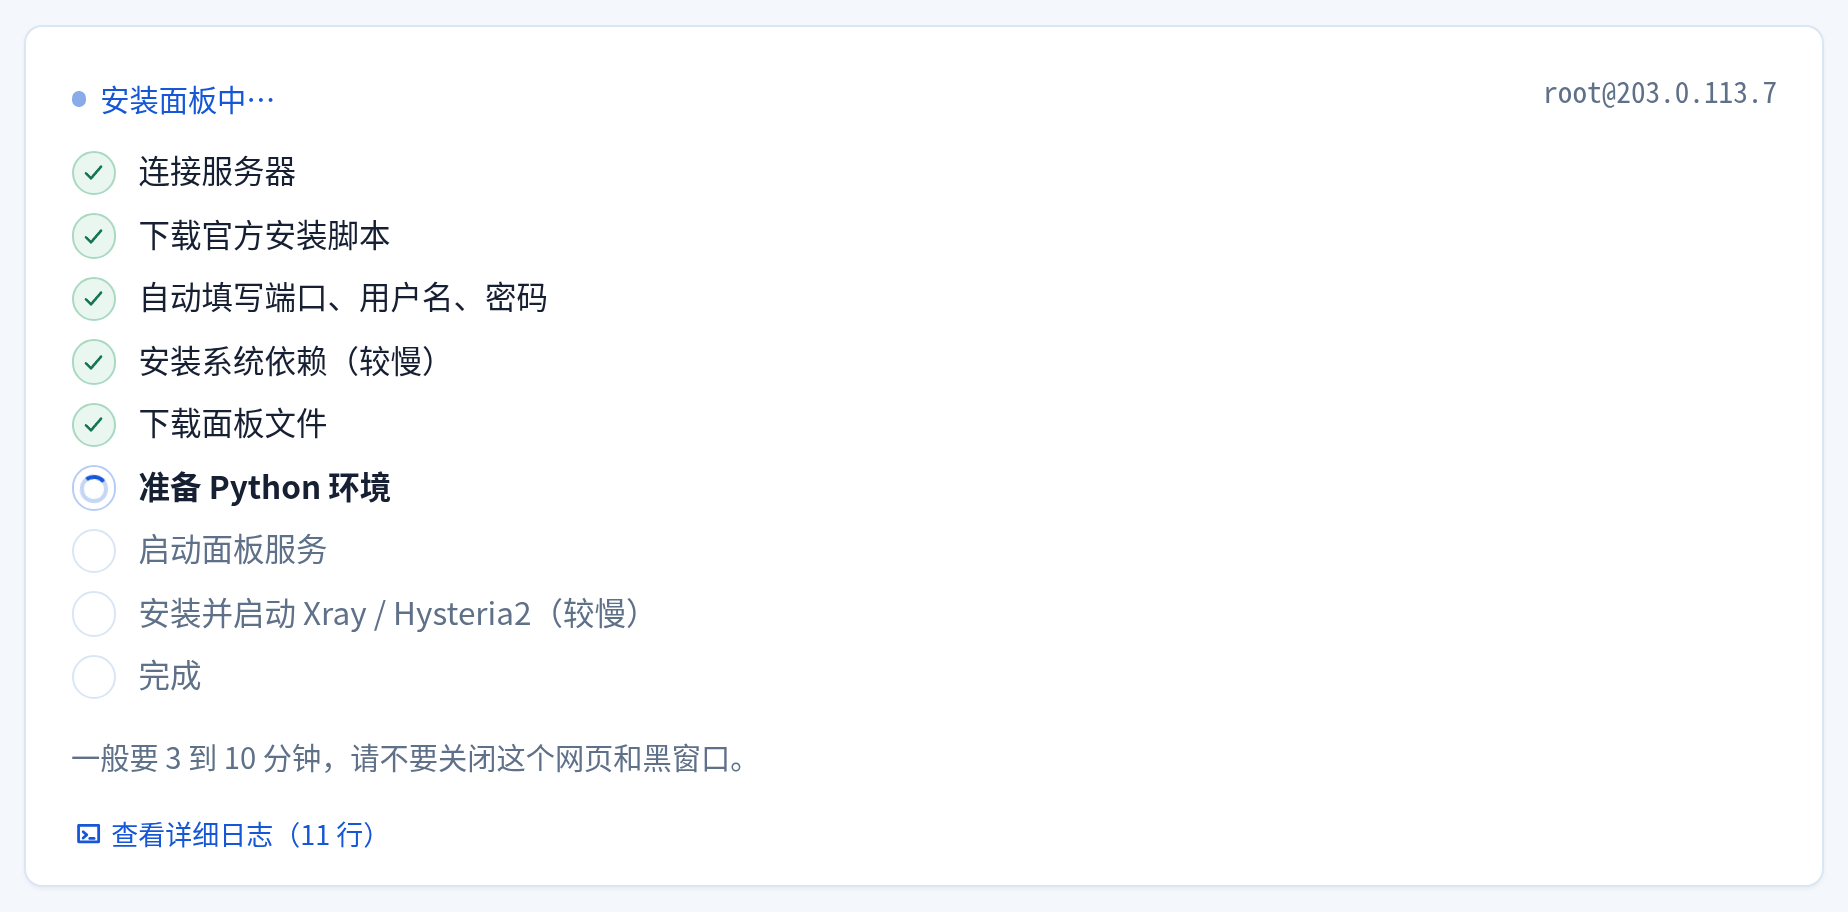 安装面板中…
root@203.0.113.7
连接服务器
下载官方安装脚本
自动填写端口、用户名、密码
安装系统依赖（较慢）
下载面板文件
准备 Python 环境
启动面板服务
安装并启动 Xray / Hysteria2（较慢）
完成
一般要 3 到 10 分钟，请不要关闭这个网页和黑窗口。
查看详细日志（11 行）